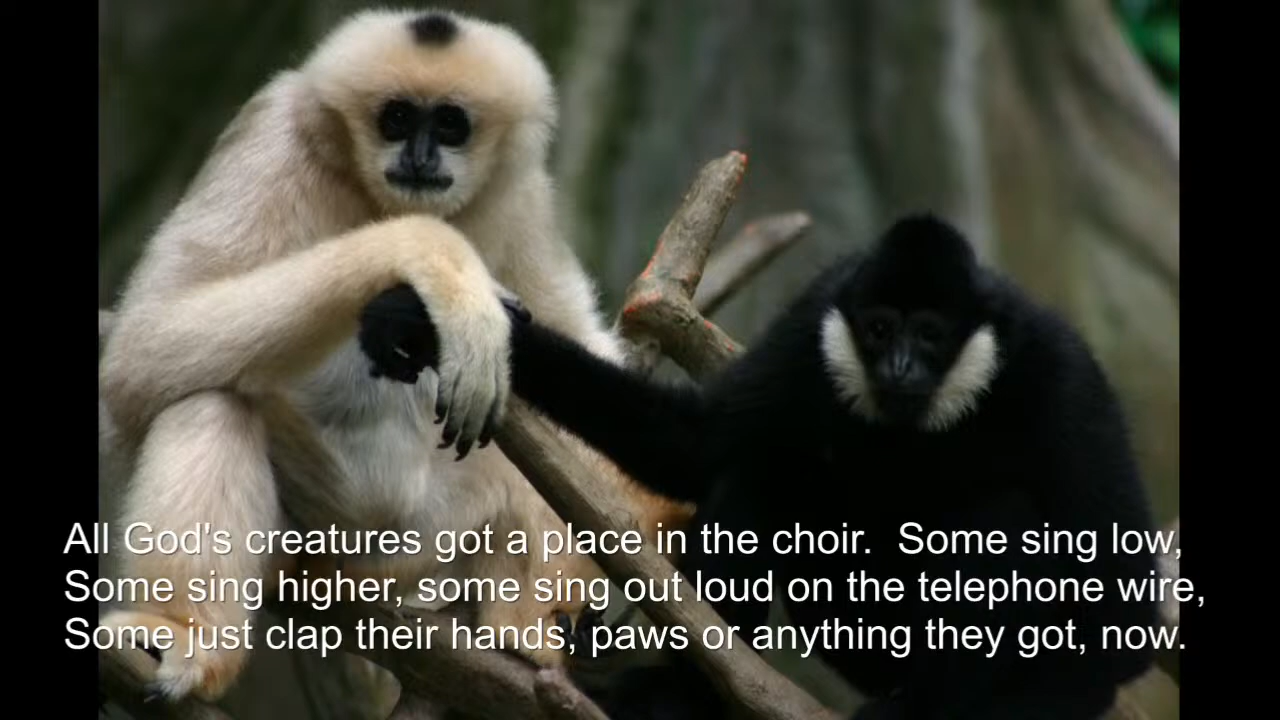 All God's creatures got a place in the choir.  Some sing low,
Some sing higher, some sing out loud on the telephone wire,
Some just clap their hands, paws or anything they got, now.